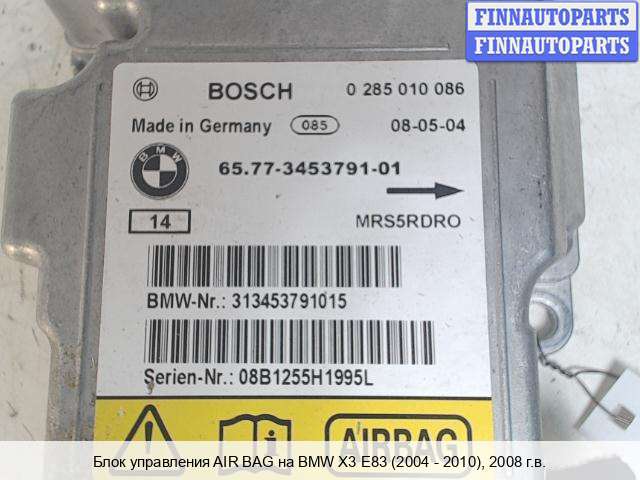 FINNAUTOPARTS
FINNAUTOPARTS
BOSCH 0 285 010 086
Made in Germany 085 08-05-04
BMW
65.77-3453791-01
14 MRS5RDRO
BMW-Nr.: 313453791015
Serien-Nr.: 08B1255H1995L
AIRBAG
Блок управления AIR BAG на BMW X3 E83 (2004 - 2010), 2008 г.в.